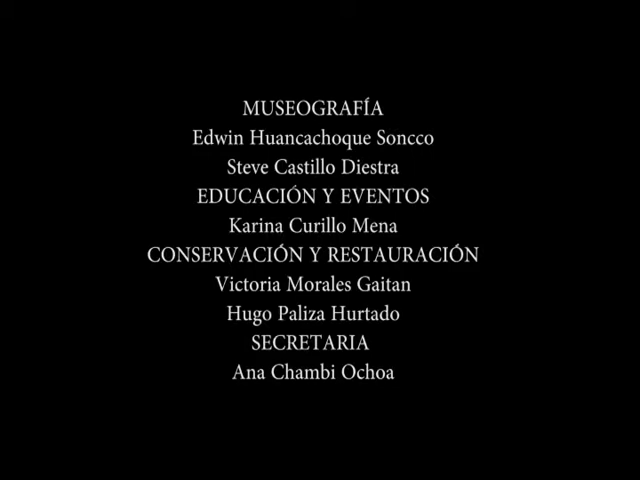 MUSEOGRAFÍA
Edwin Huancachoque Soncco
Steve Castillo Diestra
EDUCACIÓN Y EVENTOS
Karina Curillo Mena
CONSERVACIÓN Y RESTAURACIÓN
Victoria Morales Gaitan
Hugo Paliza Hurtado
SECRETARIA
Ana Chambi Ochoa